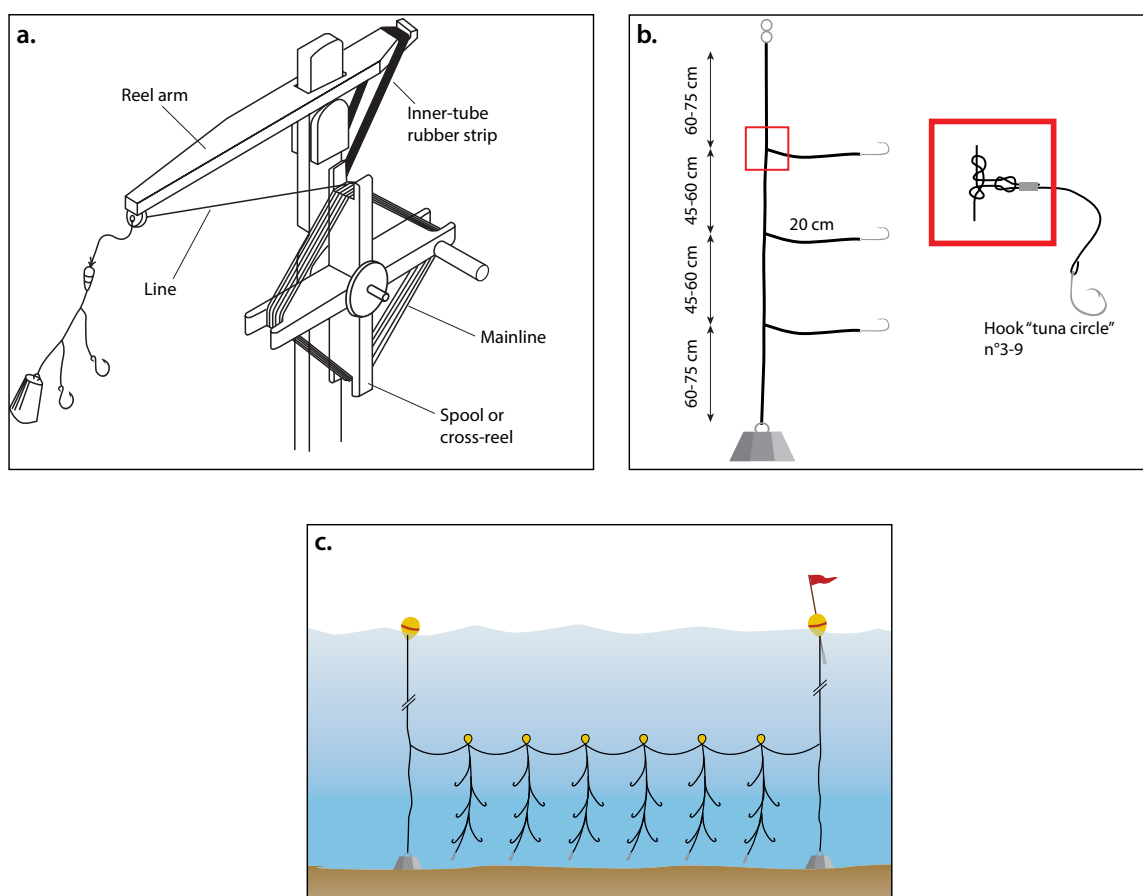 a.
Reel arm
Inner-tube
rubber strip
Line
Mainline
Spool or
cross-reel
b.
60-75 cm
45-60 cm
20 cm
45-60 cm
60-75 cm
Hook “tuna circle”
n°3-9
c.